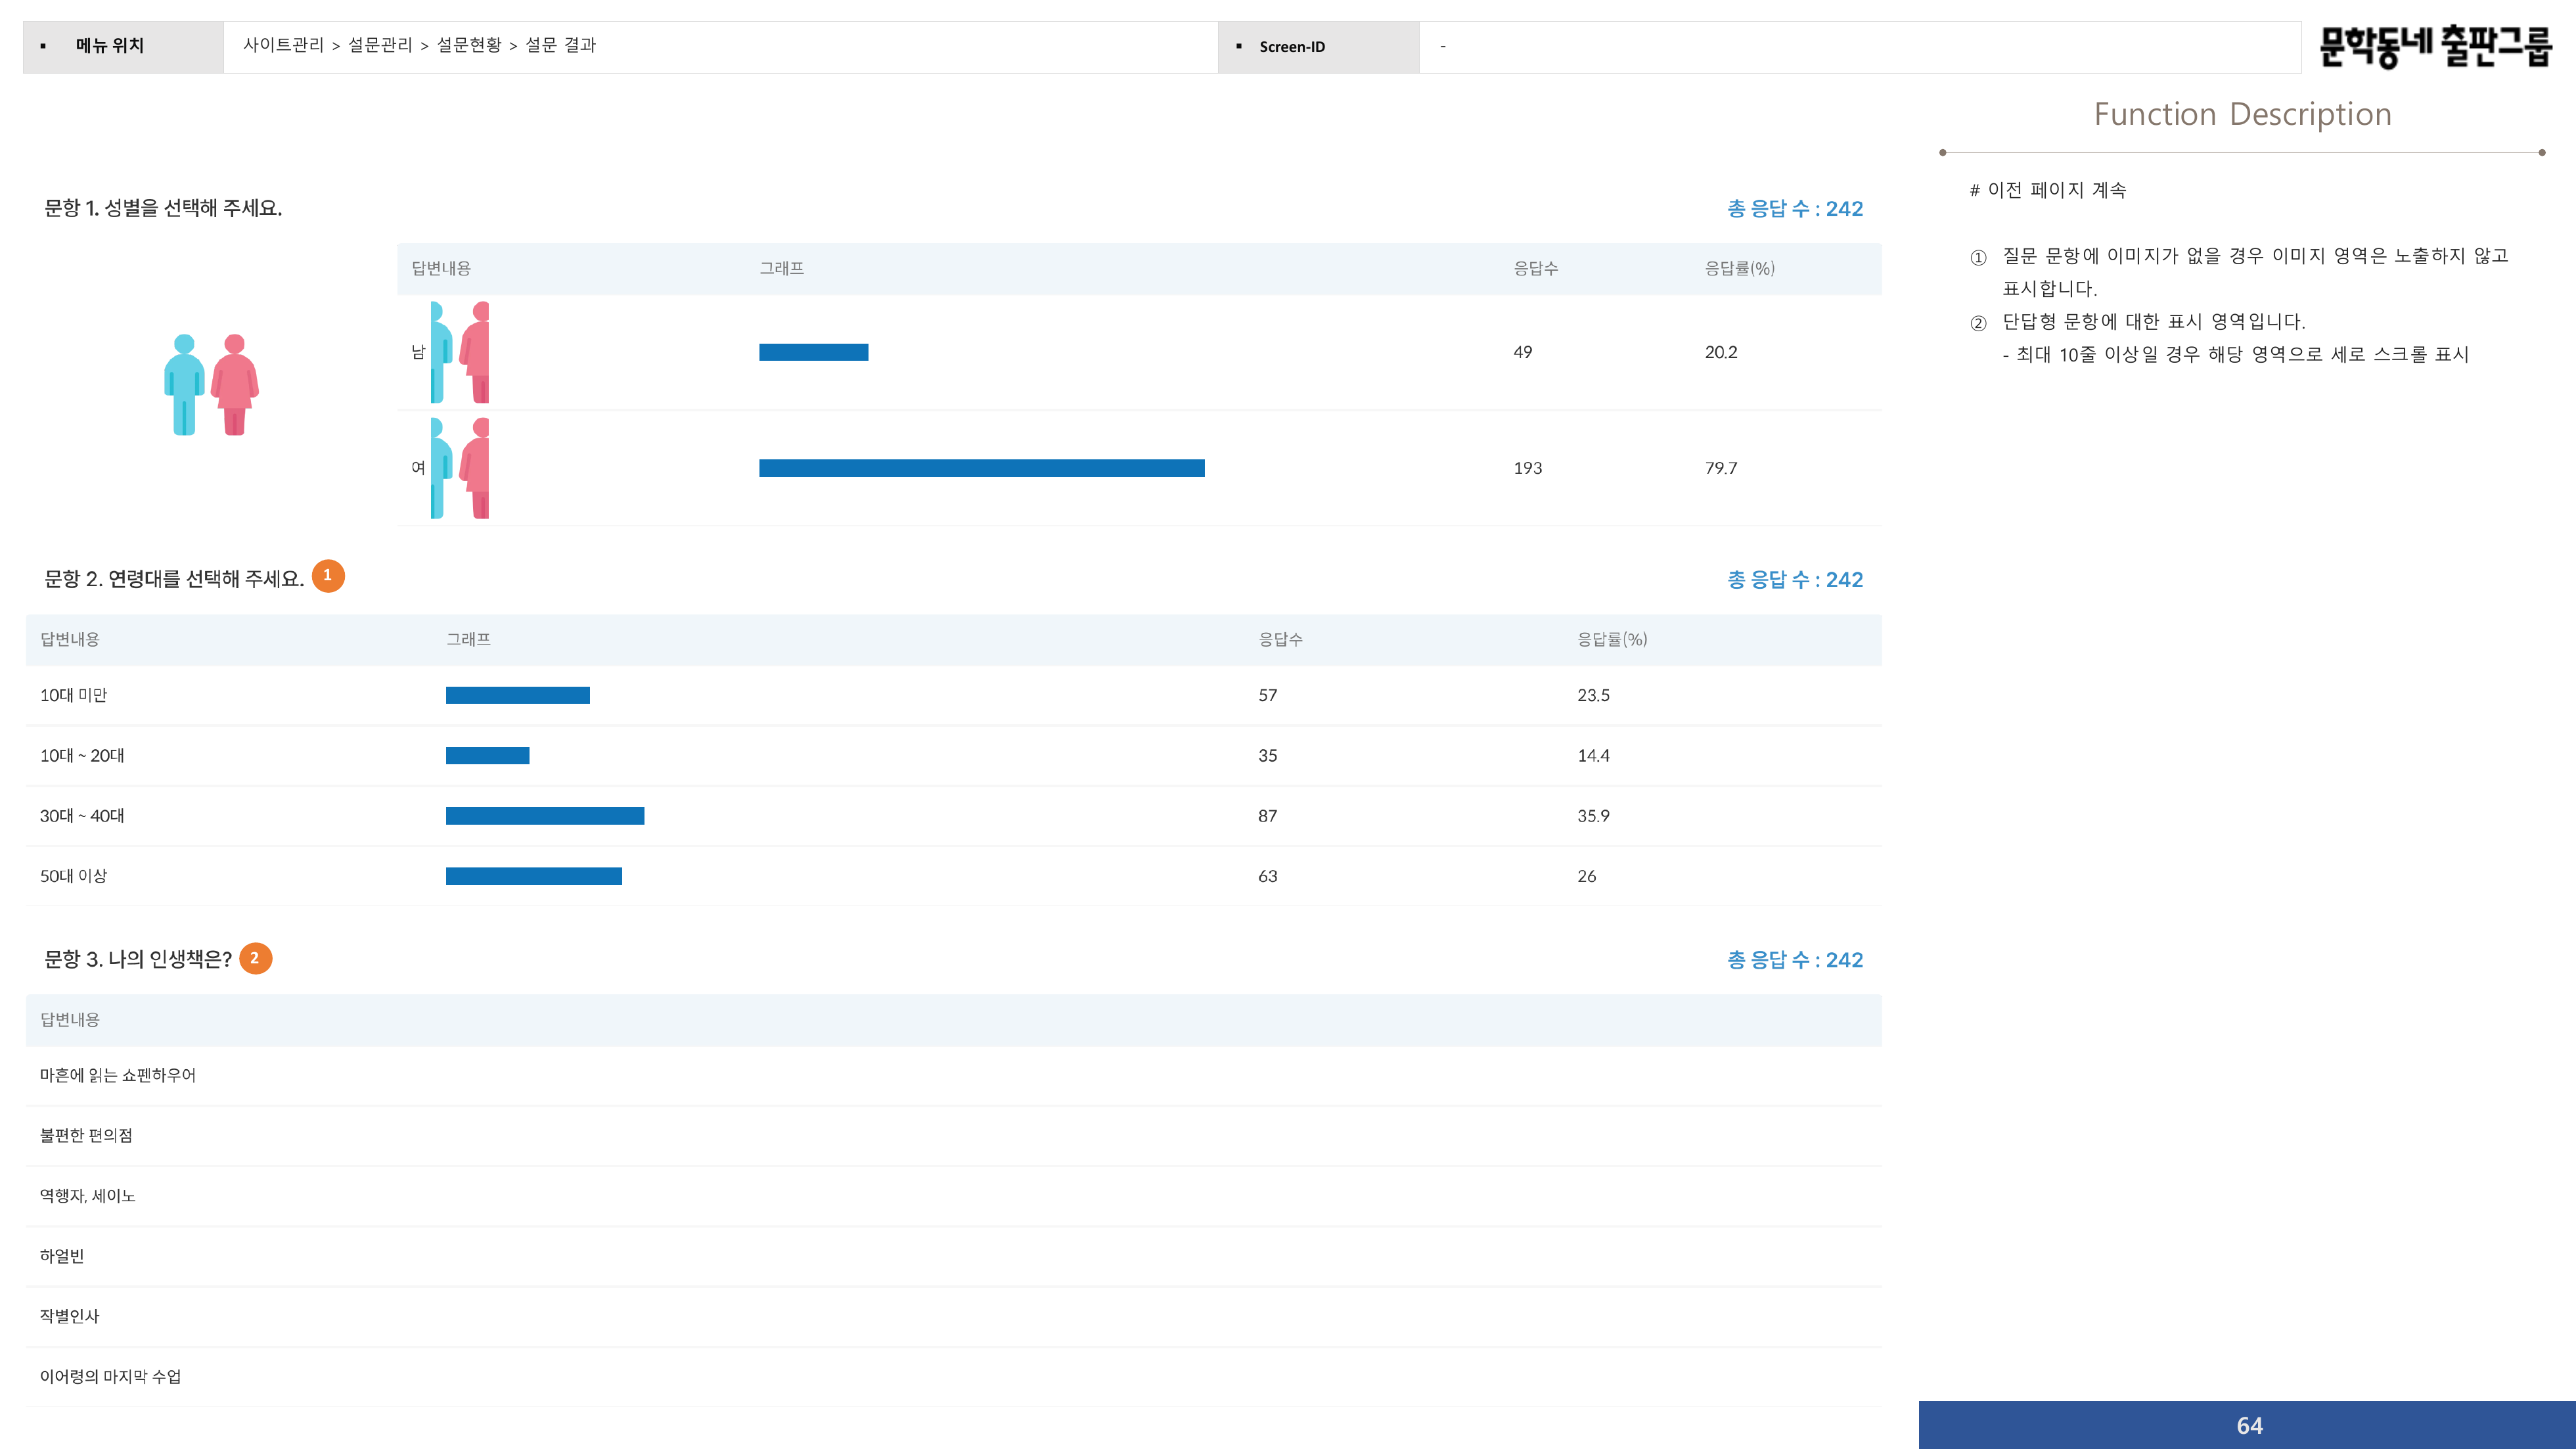 ▪ 메뉴 위치
사이트관리 > 설문관리 > 설문현황 > 설문 결과
▪ Screen-ID
-
문학동네 출판그룹
문항 1. 성별을 선택해 주세요.
총 응답 수 : 242
답변내용 그래프 응답수 응답률(%)
남 49 20.2
여 193 79.7
문항 2. 연령대를 선택해 주세요. 1
총 응답 수 : 242
답변내용 그래프 응답수 응답률(%)
10대 미만 57 23.5
10대 ~ 20대 35 14.4
30대 ~ 40대 87 35.9
50대 이상 63 26
문항 3. 나의 인생책은? 2
총 응답 수 : 242
답변내용
마흔에 읽는 쇼펜하우어
불편한 편의점
역행자, 세이노
하얼빈
작별인사
이어령의 마지막 수업
Function Description
# 이전 페이지 계속
① 질문 문항에 이미지가 없을 경우 이미지 영역은 노출하지 않고
표시합니다.
② 단답형 문항에 대한 표시 영역입니다.
- 최대 10줄 이상일 경우 해당 영역으로 세로 스크롤 표시
64